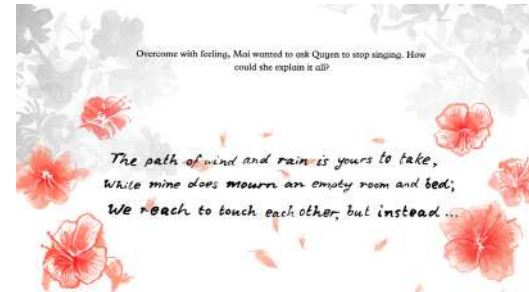 Overcome with feeling, Mai wanted to ask Quyen to stop singing. How
could she explain it all?
The path of wind and rain is yours to take,
While mine does mourn an empty room and bed;
We reach to touch each other, but instead ...